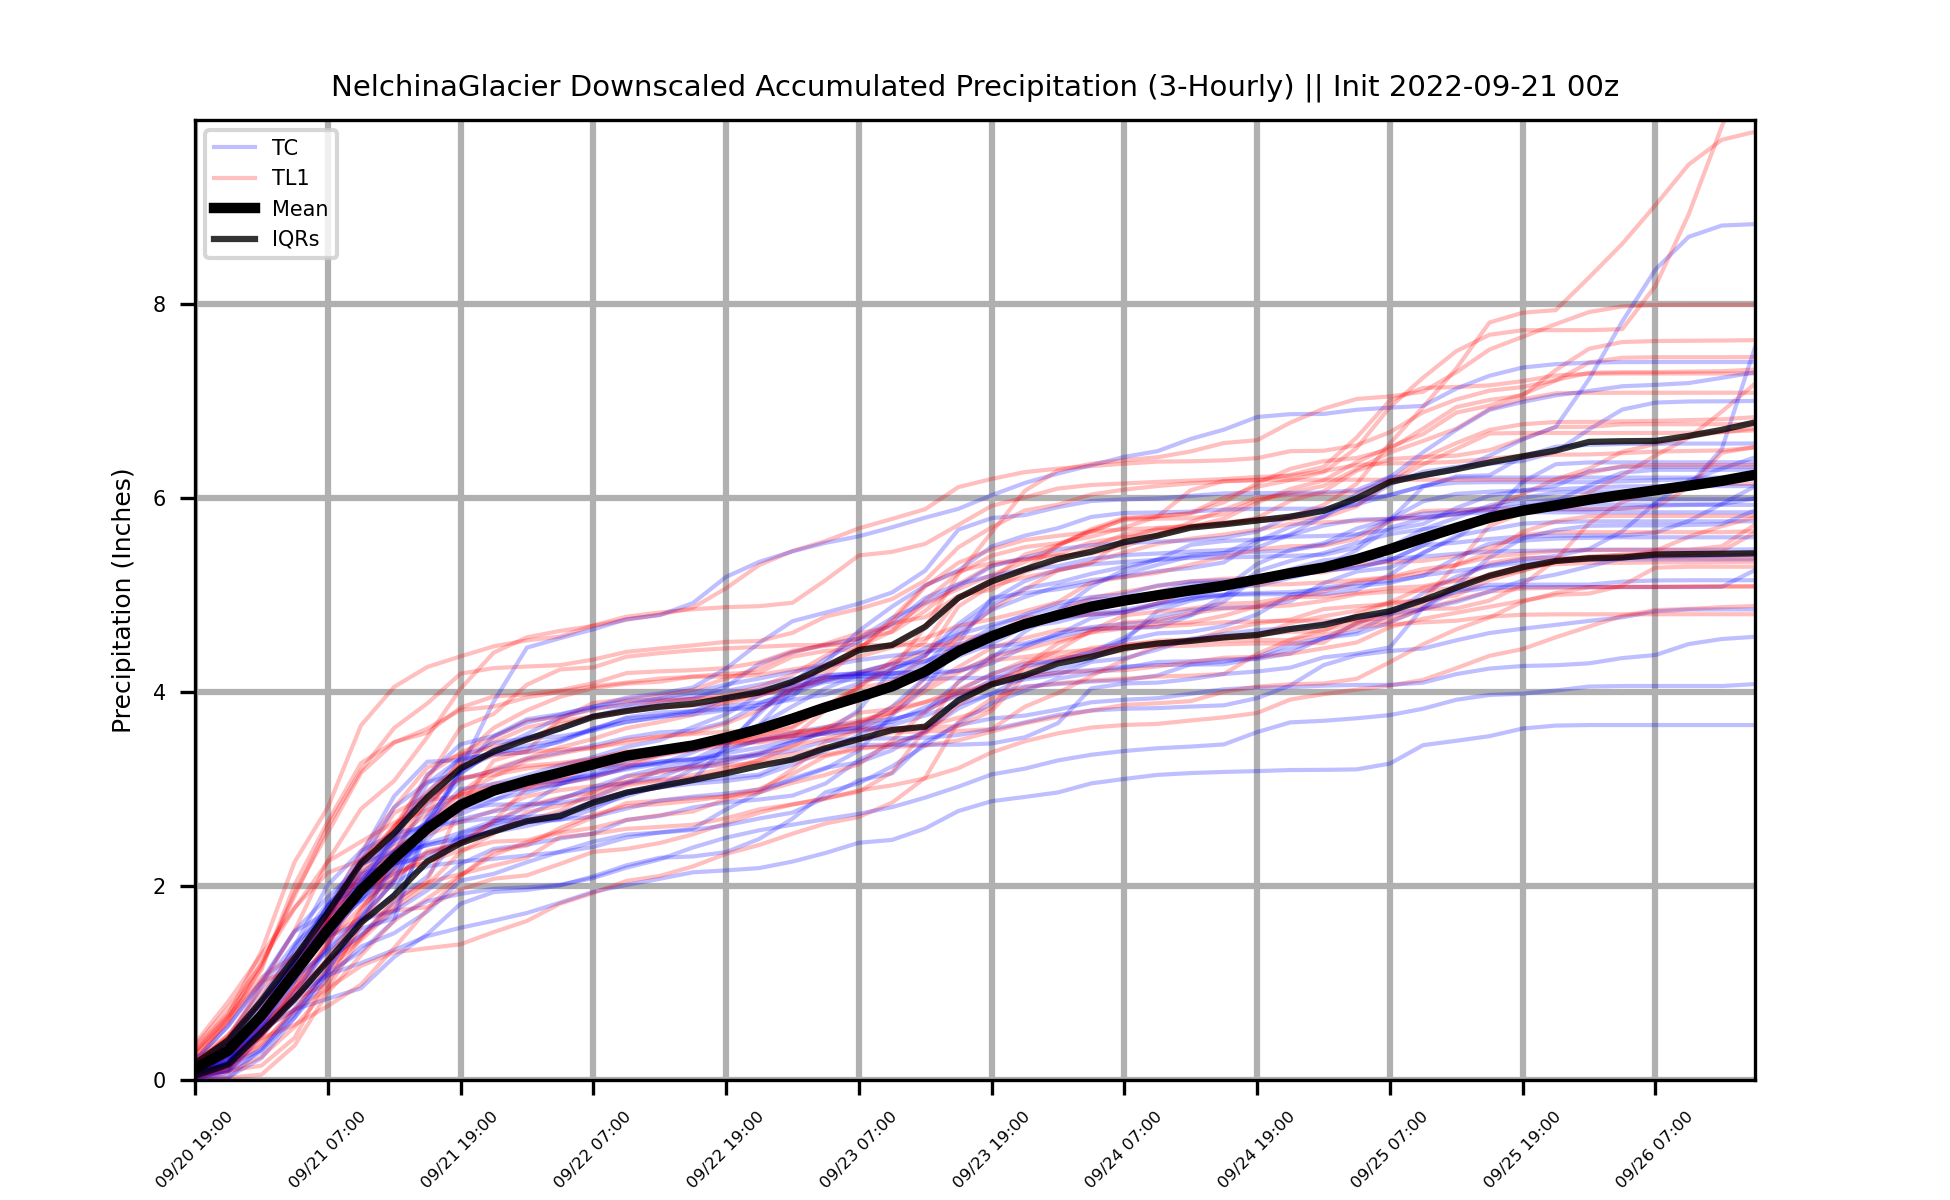 NelchinaGlacier Downscaled Accumulated Precipitation (3-Hourly) || Init 2022-09-21 00z
TC
TL1
Mean
IQRs
Precipitation (Inches)
8
6
4
2
0
09/20 19:00
09/21 07:00
09/21 19:00
09/22 07:00
09/22 19:00
09/23 07:00
09/23 19:00
09/24 07:00
09/24 19:00
09/25 07:00
09/25 19:00
09/26 07:00